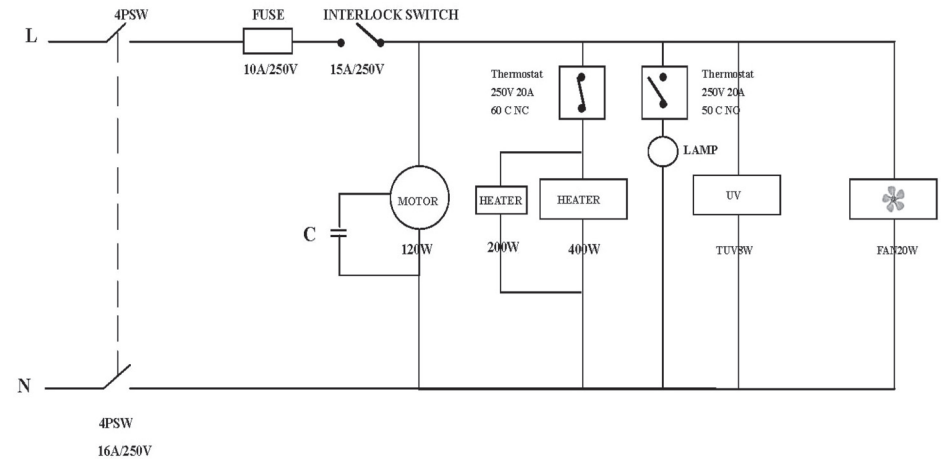 4PSW
FUSE
INTERLOCK SWITCH
L
10A/250V
15A/250V
Thermostat
250V 20A
60 C NC
Thermostat
250V 20A
50 C NO
LAMP
MOTOR
HEATER
HEATER
UV
C
120W
200W
400W
TUV8W
FAN20W
N
4PSW
16A/250V